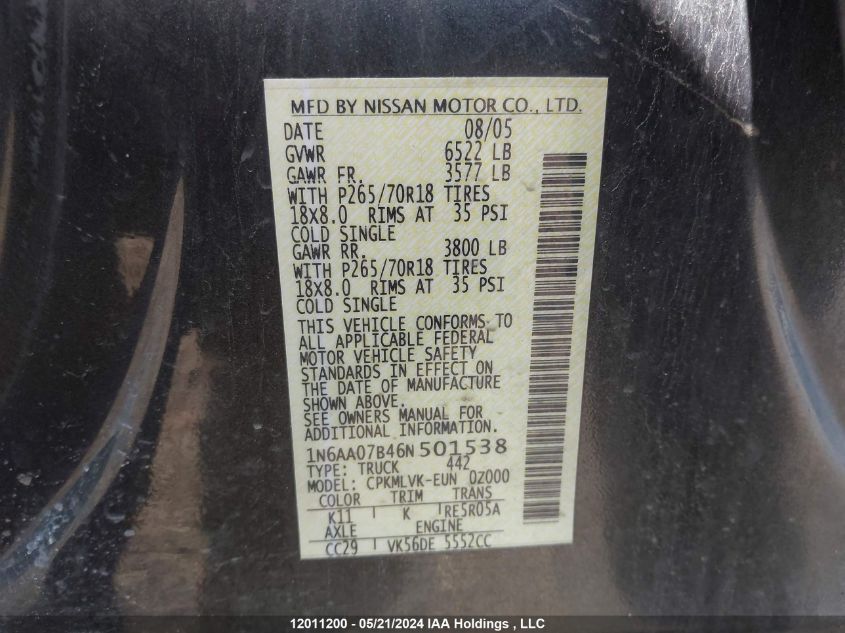 MFD BY NISSAN MOTOR CO., LTD.
DATE 08/05
GVWR 6522 LB
GAWR FR. 3577 LB
WITH P265/70R18 TIRES
18X8.0 RIMS AT 35 PSI
COLD SINGLE
GAWR RR. 3800 LB
WITH P265/70R18 TIRES
18X8.0 RIMS AT 35 PSI
COLD SINGLE
THIS VEHICLE CONFORMS TO
ALL APPLICABLE FEDERAL
MOTOR VEHICLE SAFETY
STANDARDS IN EFFECT ON
THE DATE OF MANUFACTURE
SHOWN ABOVE.
SEE OWNERS MANUAL FOR
ADDITIONAL INFORMATION.
1N6AA07B46N501538
TYPE: TRUCK 442
MODEL: CPKMLVK-EUN 0Z000
COLOR TRIM TRANS
K11 K RE5R05A
AXLE ENGINE
CC29 VK56DE 5552CC
12011200 - 05/21/2024 IAA Holdings , LLC